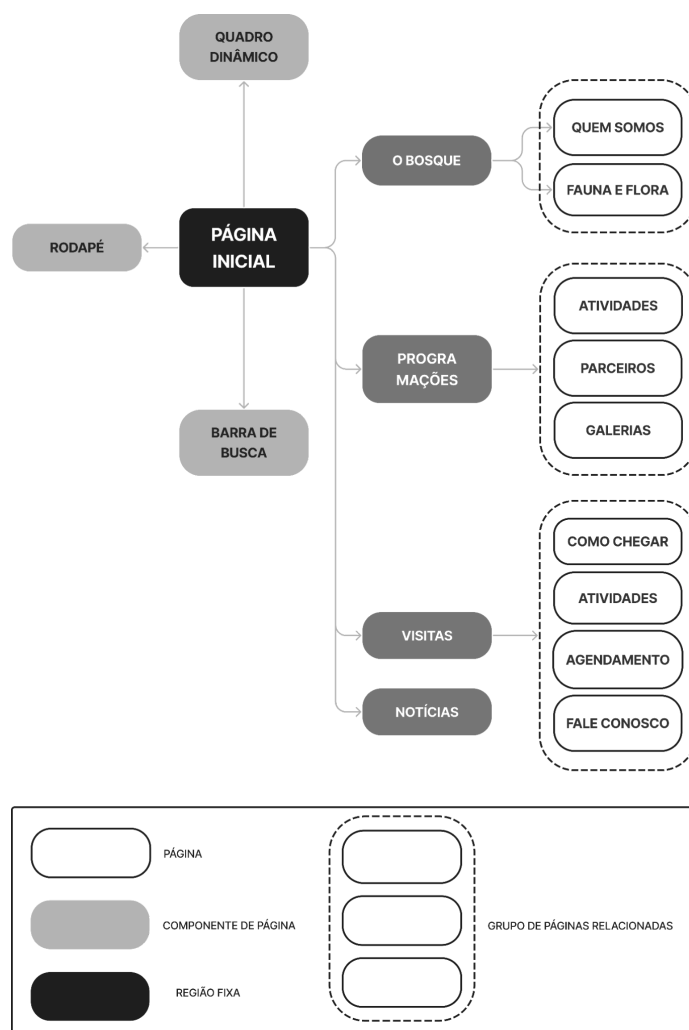 QUADRO
DINÂMICO
RODAPÉ
PÁGINA
INICIAL
BARRA DE
BUSCA
O BOSQUE
QUEM SOMOS
FAUNA E FLORA
PROGRA
MAÇÕES
ATIVIDADES
PARCEIROS
GALERIAS
VISITAS
COMO CHEGAR
ATIVIDADES
AGENDAMENTO
FALE CONOSCO
NOTÍCIAS
PÁGINA
COMPONENTE DE PÁGINA
REGIÃO FIXA
GRUPO DE PÁGINAS RELACIONADAS